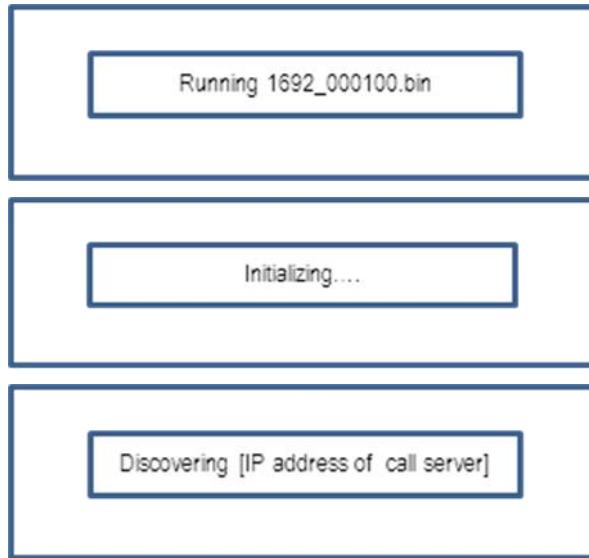 Running 1692_000100.bin
Initializing....
Discovering [IP address of call server]